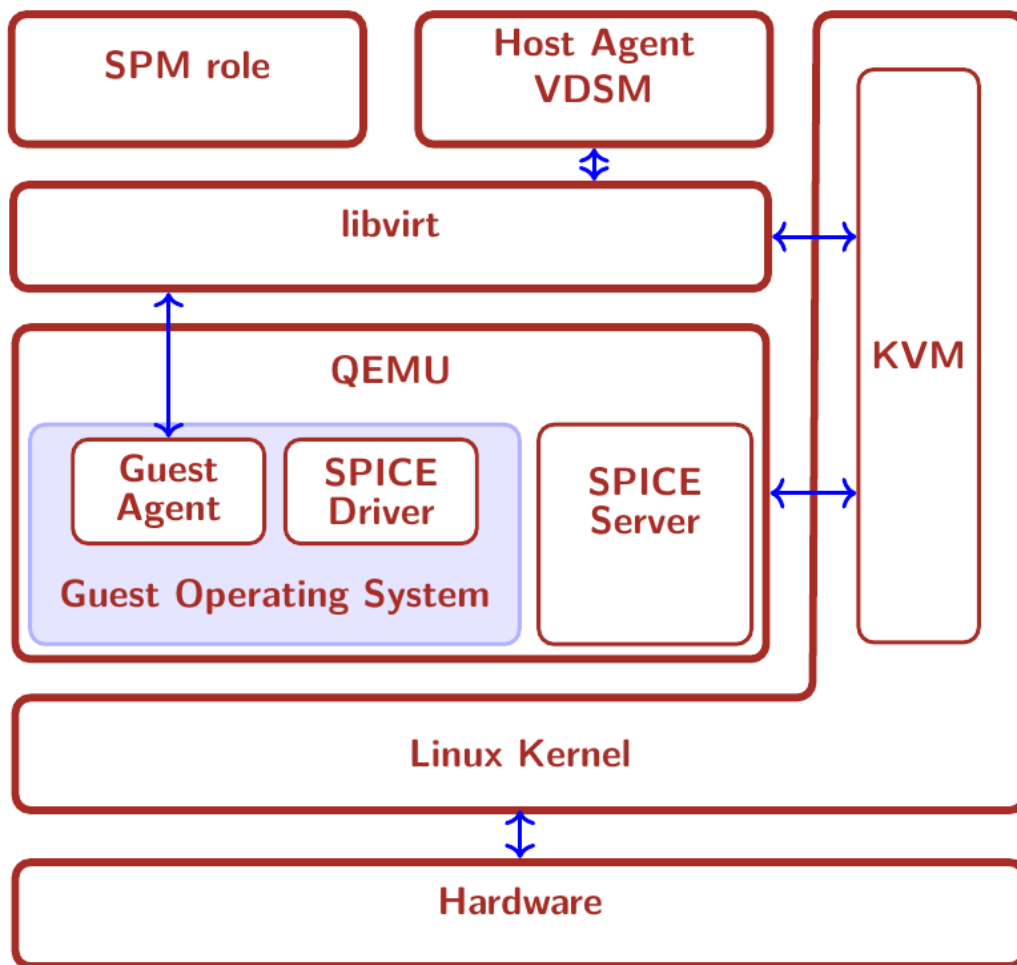 SPM role
Host Agent
VDSM
libvirt
KVM
QEMU
Guest
Agent
SPICE
Driver
SPICE
Server
Guest Operating System
Linux Kernel
Hardware